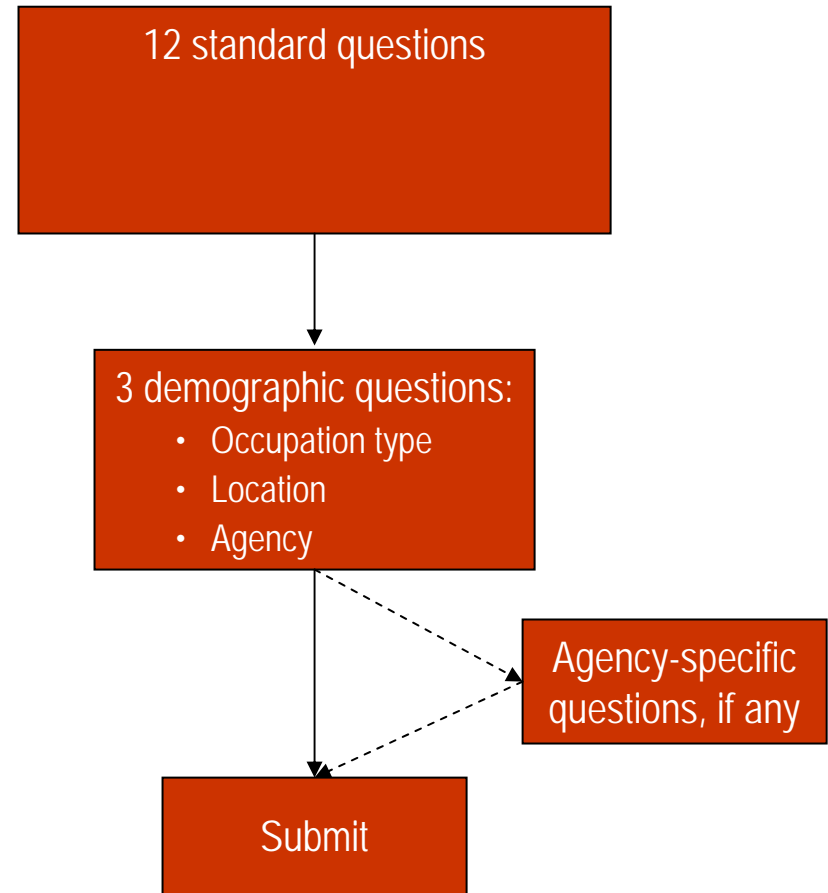 12 standard questions
3 demographic questions:
• Occupation type
• Location
• Agency
Agency-specific
questions, if any
Submit